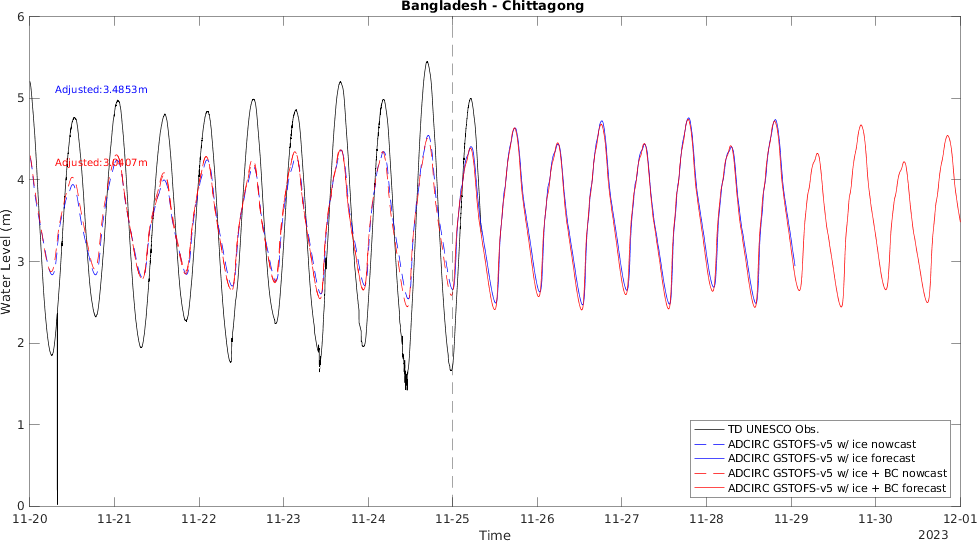 Bangladesh - Chittagong
6
5
4
3
2
1
0
Water Level (m)
Adjusted:3.4853m
TD UNESCO Obs.
ADCIRC GSTOFS-v5 w/ ice nowcast
ADCIRC GSTOFS-v5 w/ ice forecast
ADCIRC GSTOFS-v5 w/ ice + BC nowcast
ADCIRC GSTOFS-v5 w/ ice + BC forecast
11-20 11-21 11-22 11-23 11-24 11-25 11-26 11-27 11-28 11-29 11-30 12-01
Time
2023